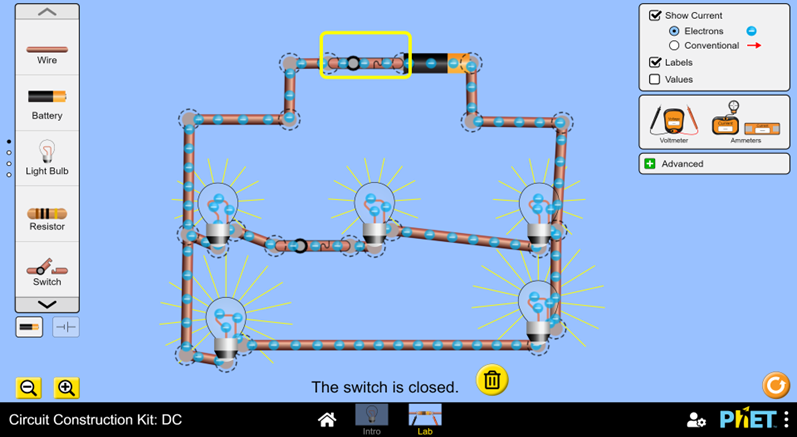 Wire
Battery
Light Bulb
Resistor
Switch
Show Current
Electrons
Conventional
Labels
Values
Voltmeter
Ammeters
Advanced
The switch is closed.
Circuit Construction Kit: DC
Intro
Lab
PhET